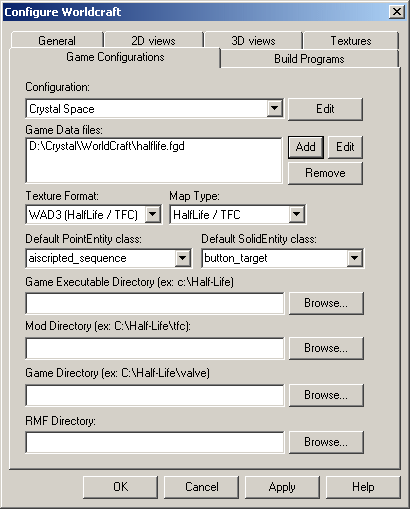 Configure Worldcraft
General 2D views 3D views Textures
Game Configurations Build Programs
Configuration:
Crystal Space Edit
Game Data files:
D:\Crystal\WorldCraft\halflife.fgd
Add Edit
Remove
Texture Format: Map Type:
WAD3 (HalfLife / TFC) HalfLife / TFC
Default PointEntity class: Default SolidEntity class:
aiscripted_sequence button_target
Game Executable Directory (ex: c:\Half-Life)
Browse...
Mod Directory (ex: C:\Half-Life\tfc):
Browse...
Game Directory (ex: C:\Half-Life\valve)
Browse...
RMF Directory:
Browse...
OK Cancel Apply Help